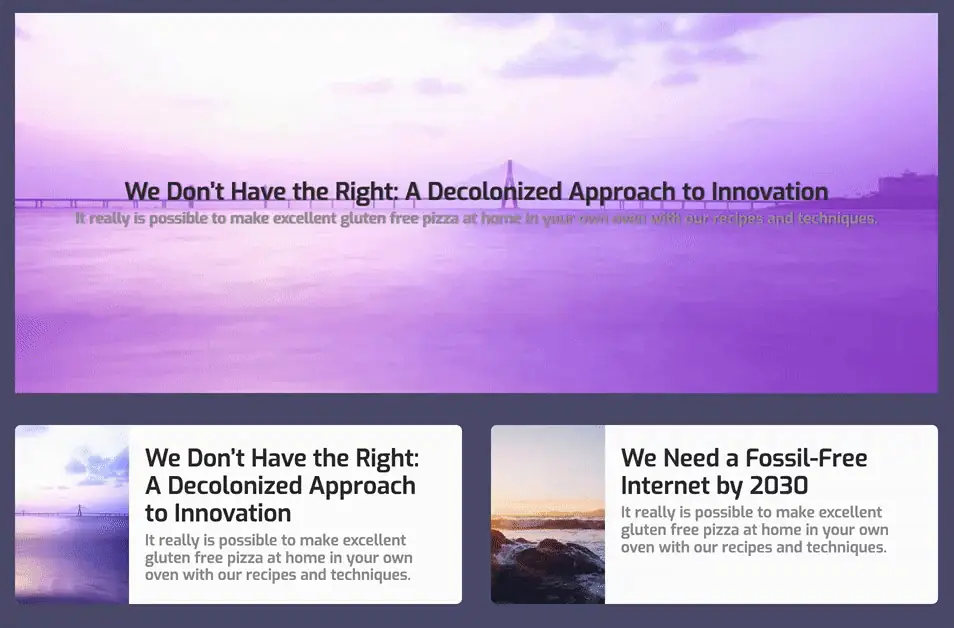 We Don't Have the Right: A Decolonized Approach to Innovation
It really is possible to make excellent gluten free pizza at home in your own oven with our recipes and techniques.
We Don't Have the Right:
A Decolonized Approach
to Innovation
It really is possible to make excellent
gluten free pizza at home in your own
oven with our recipes and techniques.
We Need a Fossil-Free
Internet by 2030
It really is possible to make excellent
gluten free pizza at home in your own
oven with our recipes and techniques.